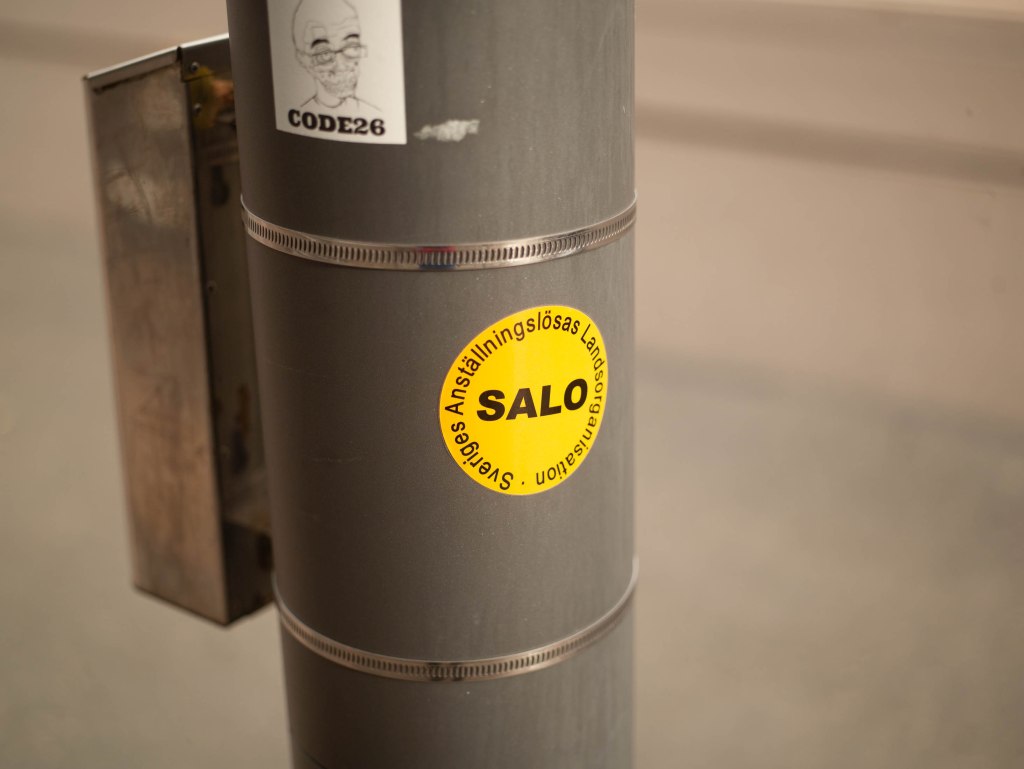 CODE26
Sveriges Anställningslösas Landsorganisation ·
SALO